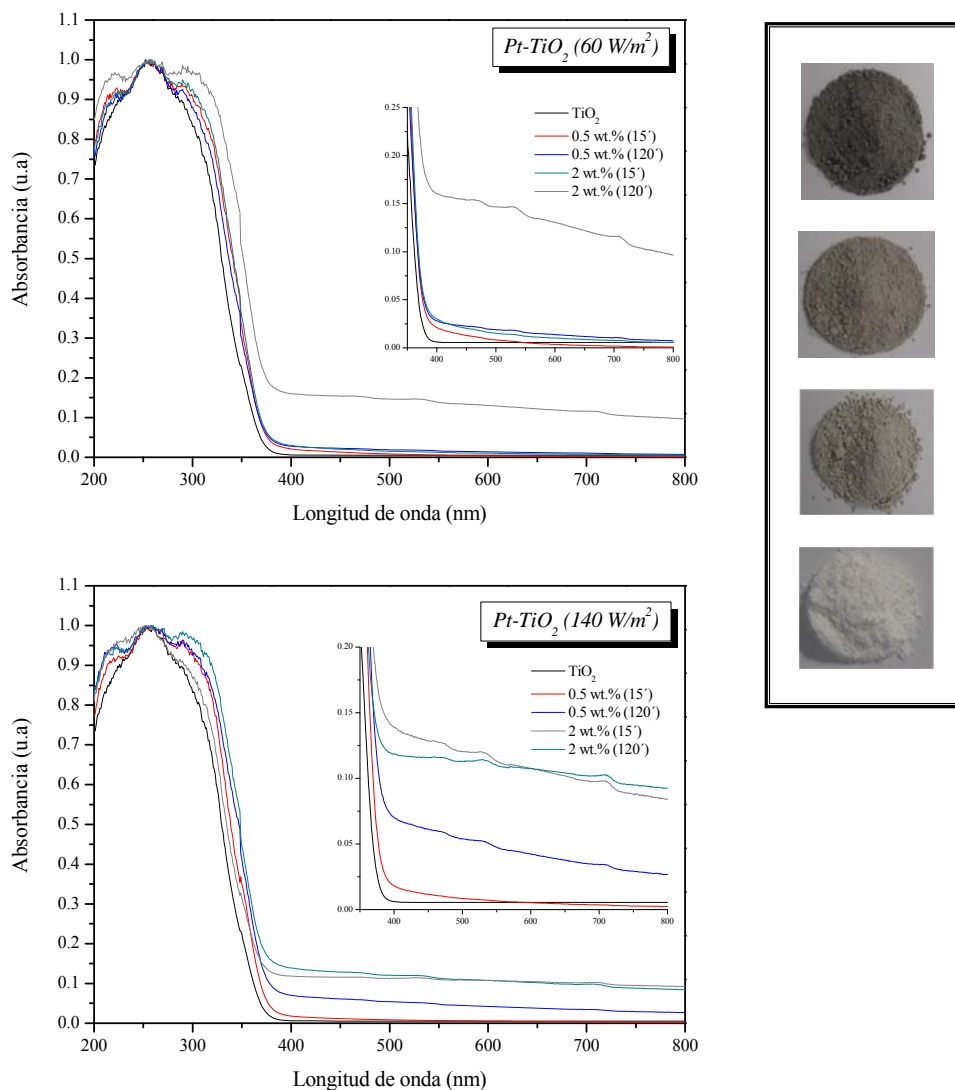 Pt-TiO2 (60 W/m2)
Absorbancia (u.a)
1.1
1.0
0.9
0.8
0.7
0.6
0.5
0.4
0.3
0.2
0.1
0.0
200 300 400 500 600 700 800
Longitud de onda (nm)
0.25
0.20
0.15
0.10
0.05
0.00
400 500 600 700 800
TiO2
0.5 wt.% (15´)
0.5 wt.% (120´)
2 wt.% (15´)
2 wt.% (120´)
Pt-TiO2 (140 W/m2)
Absorbancia (u.a)
1.1
1.0
0.9
0.8
0.7
0.6
0.5
0.4
0.3
0.2
0.1
0.0
200 300 400 500 600 700 800
Longitud de onda (nm)
0.20
0.15
0.10
0.05
0.00
400 500 600 700 800
TiO2
0.5 wt.% (15´)
0.5 wt.% (120´)
2 wt.% (15´)
2 wt.% (120´)